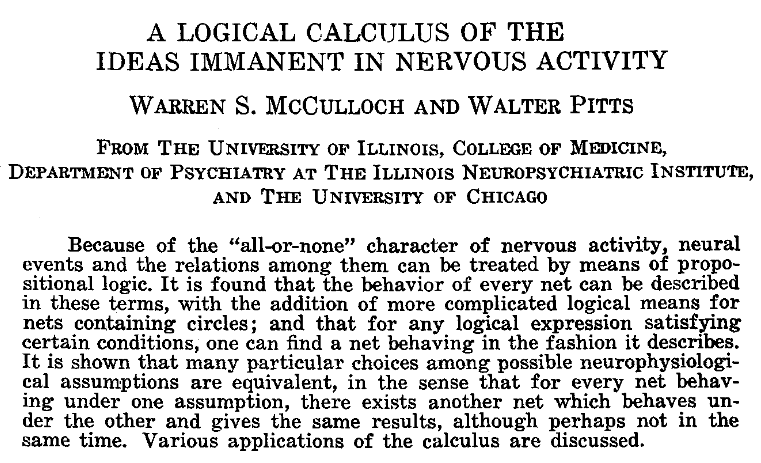 A LOGICAL CALCULUS OF THE
IDEAS IMMANENT IN NERVOUS ACTIVITY
WARREN S. MCCULLOCH AND WALTER PITTS
FROM THE UNIVERSITY OF ILLINOIS, COLLEGE OF MEDICINE,
DEPARTMENT OF PSYCHIATRY AT THE ILLINOIS NEUROPSYCHIATRIC INSTITUTE,
AND THE UNIVERSITY OF CHICAGO
Because of the “all-or-none” character of nervous activity, neural
events and the relations among them can be treated by means of propo-
sitional logic. It is found that the behavior of every net can be described
in these terms, with the addition of more complicated logical means for
nets containing circles; and that for any logical expression satisfying
certain conditions, one can find a net behaving in the fashion it describes.
It is shown that many particular choices among possible neurophysiologi-
cal assumptions are equivalent, in the sense that for every net behav-
ing under one assumption, there exists another net which behaves un-
der the other and gives the same results, although perhaps not in the
same time. Various applications of the calculus are discussed.